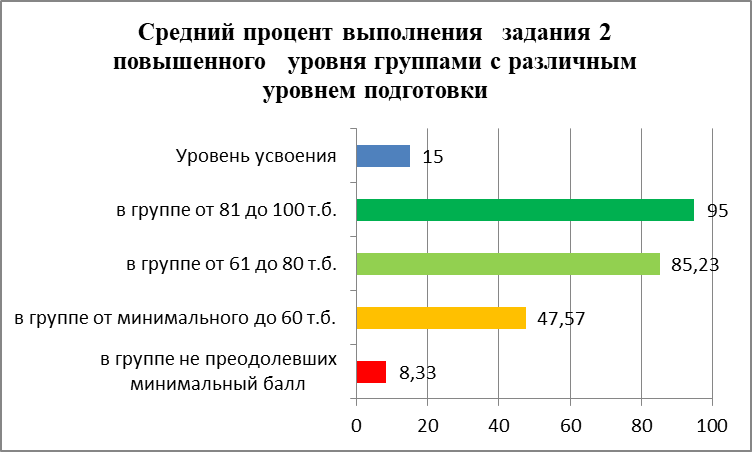 Средний процент выполнения задания 2
повышенного уровня группами с различным
уровнем подготовки
Уровень усвоения
15
в группе от 81 до 100 т.б.
95
в группе от 61 до 80 т.б.
85,23
в группе от минимального до 60 т.б.
47,57
в группе не преодолевших
минимальный балл
8,33
0 20 40 60 80 100